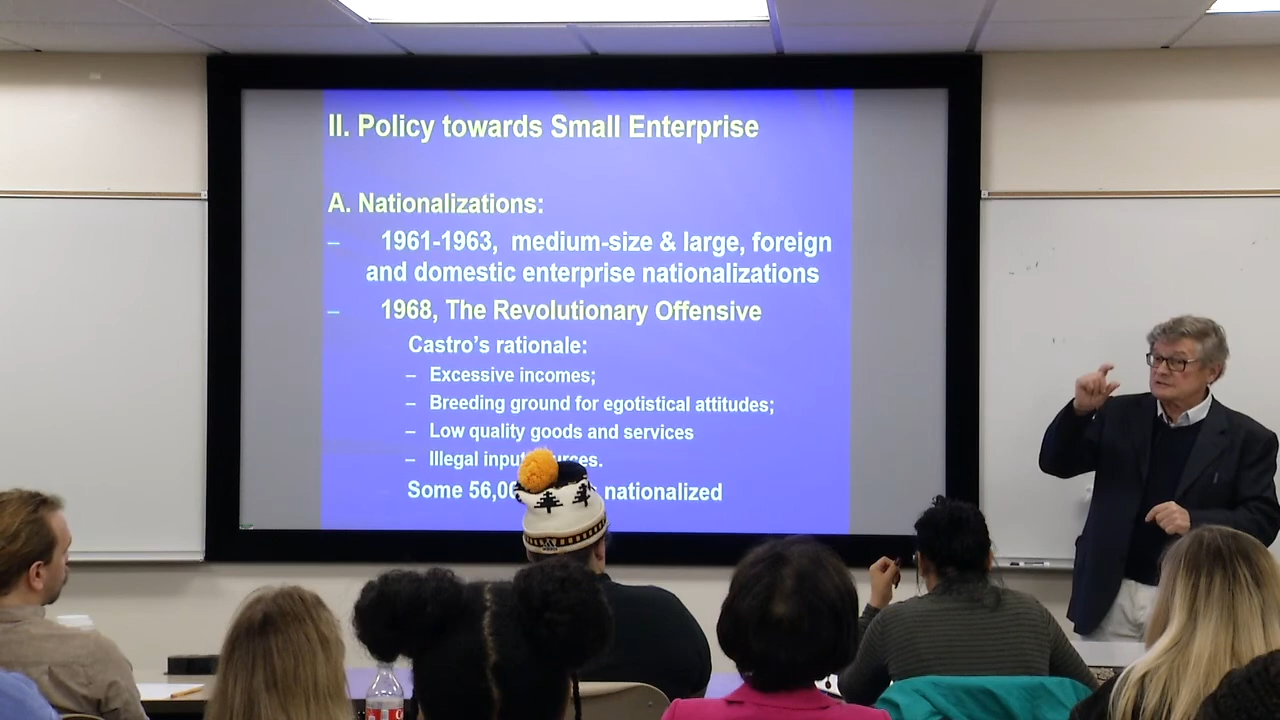 II. Policy towards Small Enterprise
A. Nationalizations:
– 1961-1963, medium-size & large, foreign
and domestic enterprise nationalizations
– 1968, The Revolutionary Offensive
Castro’s rationale:
– Excessive incomes;
– Breeding ground for egotistical attitudes;
– Low quality goods and services
– Illegal
Some nationalized